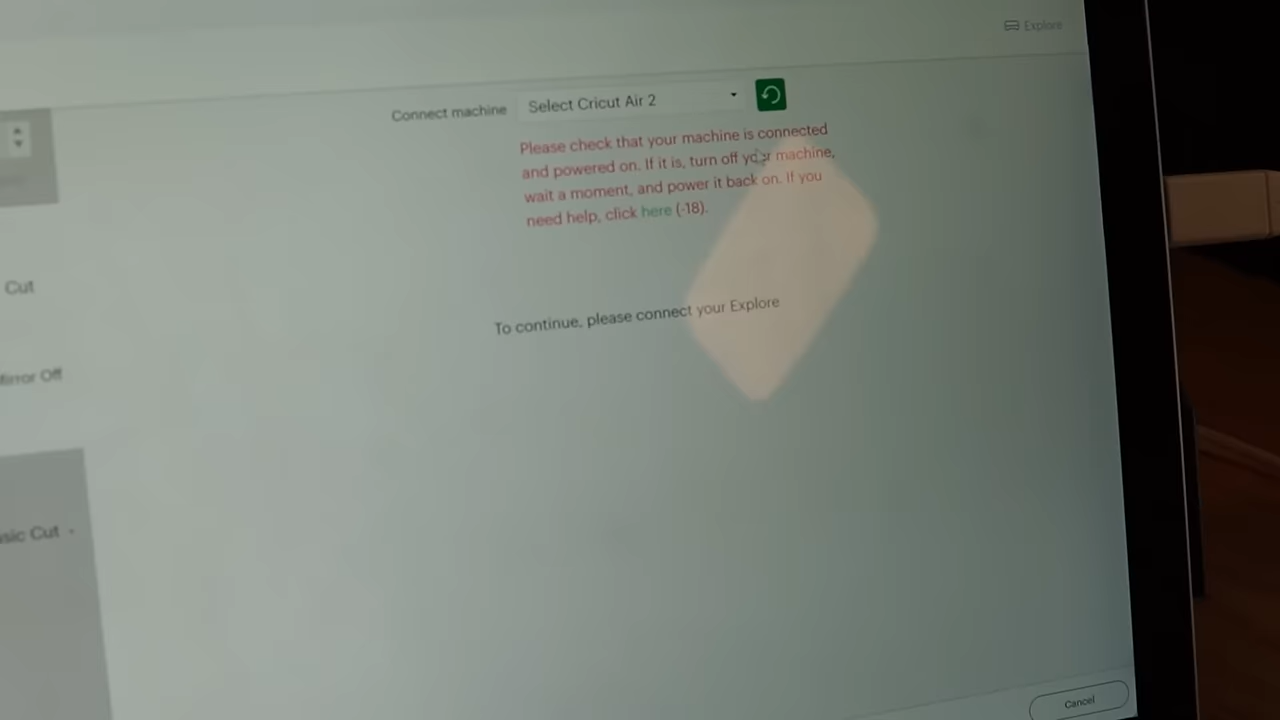 Explore
Connect machine Select Cricut Air 2
Please check that your machine is connected
and powered on. If it is, turn off your machine,
wait a moment, and power it back on. If you
need help, click here (-18).
Cut
To continue, please connect your Explore
Mirror Off
Cut
Cancel